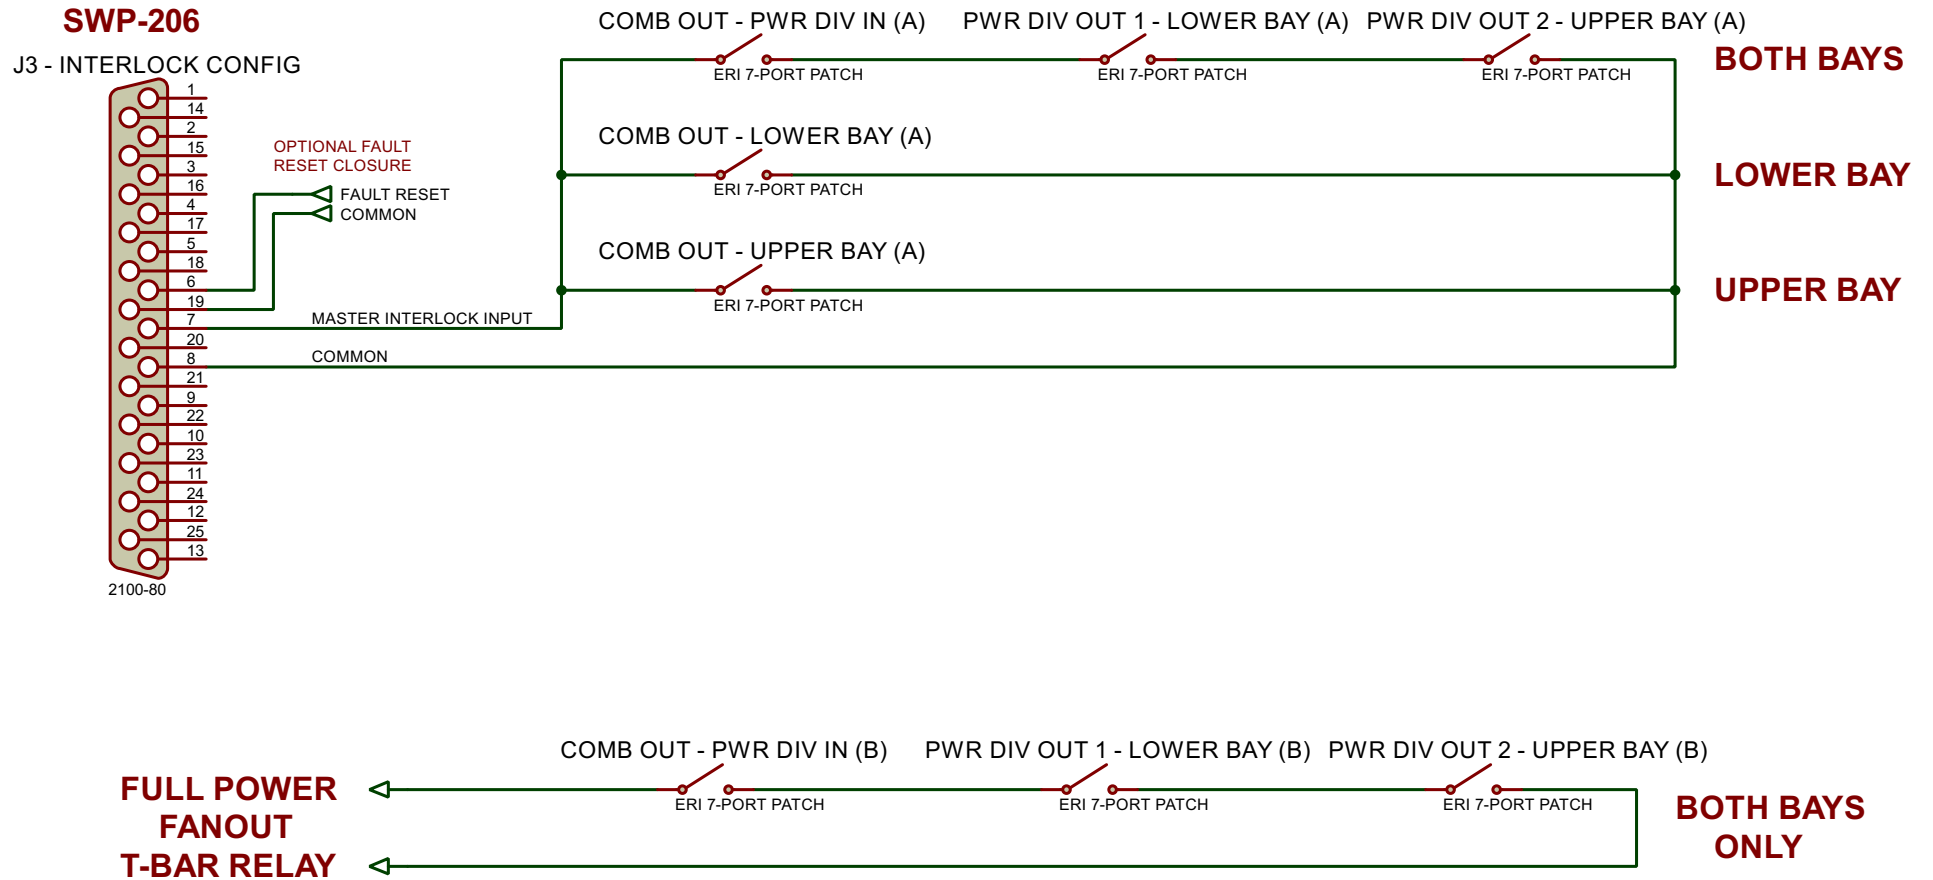 SWP-206
J3 - INTERLOCK CONFIG
1
14
2
15
3
16
4
17
5
18
6
19
7
20
8
21
9
22
10
23
11
24
12
25
13
2100-80
OPTIONAL FAULT
RESET CLOSURE
FAULT RESET
COMMON
MASTER INTERLOCK INPUT
COMMON
COMB OUT - PWR DIV IN (A)
ERI 7-PORT PATCH
PWR DIV OUT 1 - LOWER BAY (A)
ERI 7-PORT PATCH
PWR DIV OUT 2 - UPPER BAY (A)
ERI 7-PORT PATCH
BOTH BAYS
COMB OUT - LOWER BAY (A)
ERI 7-PORT PATCH
LOWER BAY
COMB OUT - UPPER BAY (A)
ERI 7-PORT PATCH
UPPER BAY
FULL POWER
FANOUT
T-BAR RELAY
COMB OUT - PWR DIV IN (B)
ERI 7-PORT PATCH
PWR DIV OUT 1 - LOWER BAY (B)
ERI 7-PORT PATCH
PWR DIV OUT 2 - UPPER BAY (B)
ERI 7-PORT PATCH
BOTH BAYS
ONLY